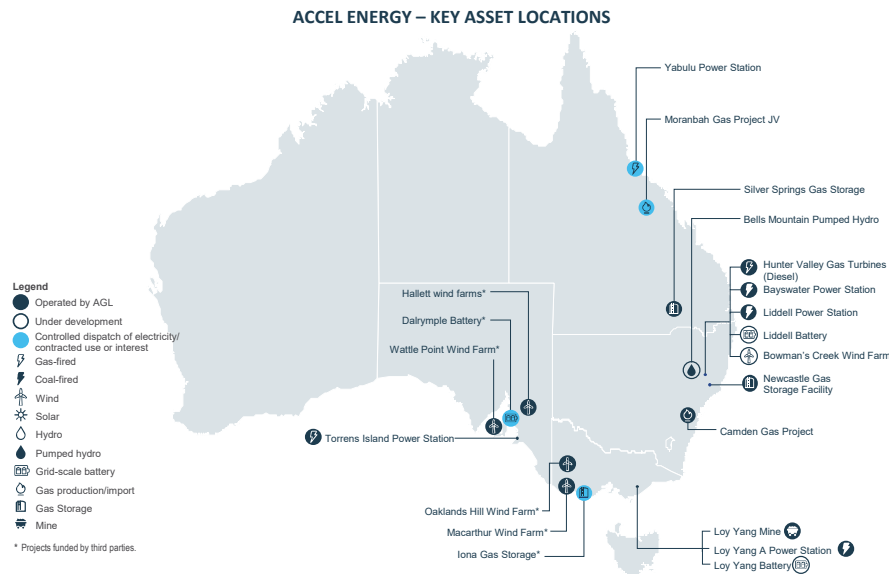 ACCEL ENERGY – KEY ASSET LOCATIONS
Yabulu Power Station
Moranbah Gas Project JV
Silver Springs Gas Storage
Bells Mountain Pumped Hydro
Hunter Valley Gas Turbines
(Diesel)
Bayswater Power Station
Liddell Power Station
Liddell Battery
Bowman's Creek Wind Farm
Newcastle Gas
Storage Facility
Camden Gas Project
Legend
Operated by AGL
Under development
Controlled dispatch of electricity/
contracted use or interest
Gas-fired
Coal-fired
Wind
Solar
Hydro
Pumped hydro
Grid-scale battery
Gas production/import
Gas Storage
Mine
* Projects funded by third parties.
Hallett wind farms*
Dalrymple Battery*
Wattle Point Wind Farm*
Torrens Island Power Station
Oaklands Hill Wind Farm*
Macarthur Wind Farm*
Iona Gas Storage*
Loy Yang Mine
Loy Yang A Power Station
Loy Yang Battery